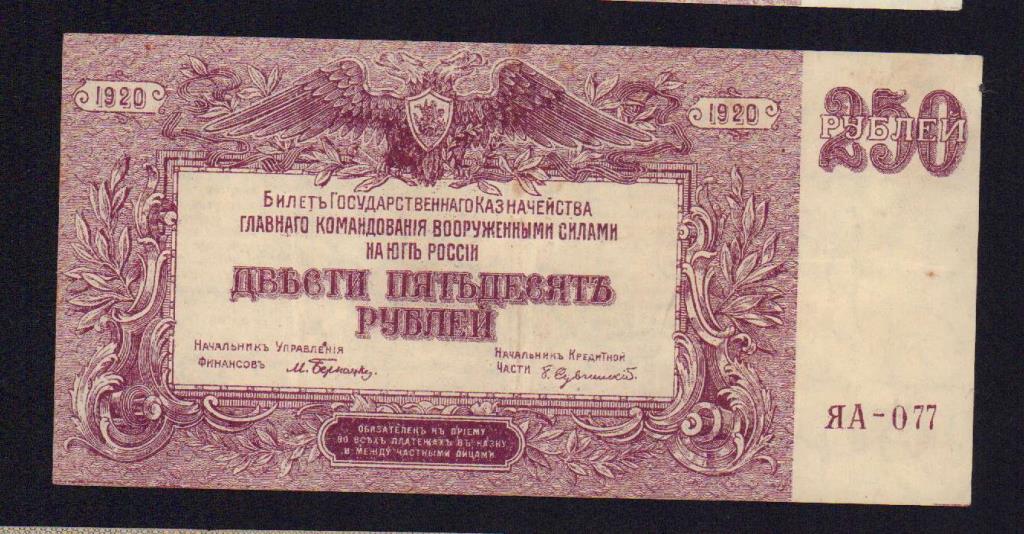 1920
1920
250
РУБЛЕЙ
БИЛЕТЪ ГОСУДАРСТВЕННАГО КАЗНАЧЕЙСТВА
ГЛАВНАГО КОМАНДОВАНІЯ ВООРУЖЕННЫМИ СИЛАМИ
НА ЮГѢ РОССІИ
ДВѢСТИ ПЯТЬДЕСЯТЪ
РУБЛЕЙ
НАЧАЛЬНИКЪ УПРАВЛЕНІЯ
ФИНАНСОВЪ
НАЧАЛЬНИКЪ КРЕДИТНОЙ
ЧАСТИ
ЯА-077
ОБЯЗАТЕЛЕН КЪ ПРІЕМУ
ВО ВСѢХЪ ПЛАТЕЖАХЪ ВЪ КАЗНУ
И МЕЖДУ ЧАСТНЫМИ ЛИЦАМИ.